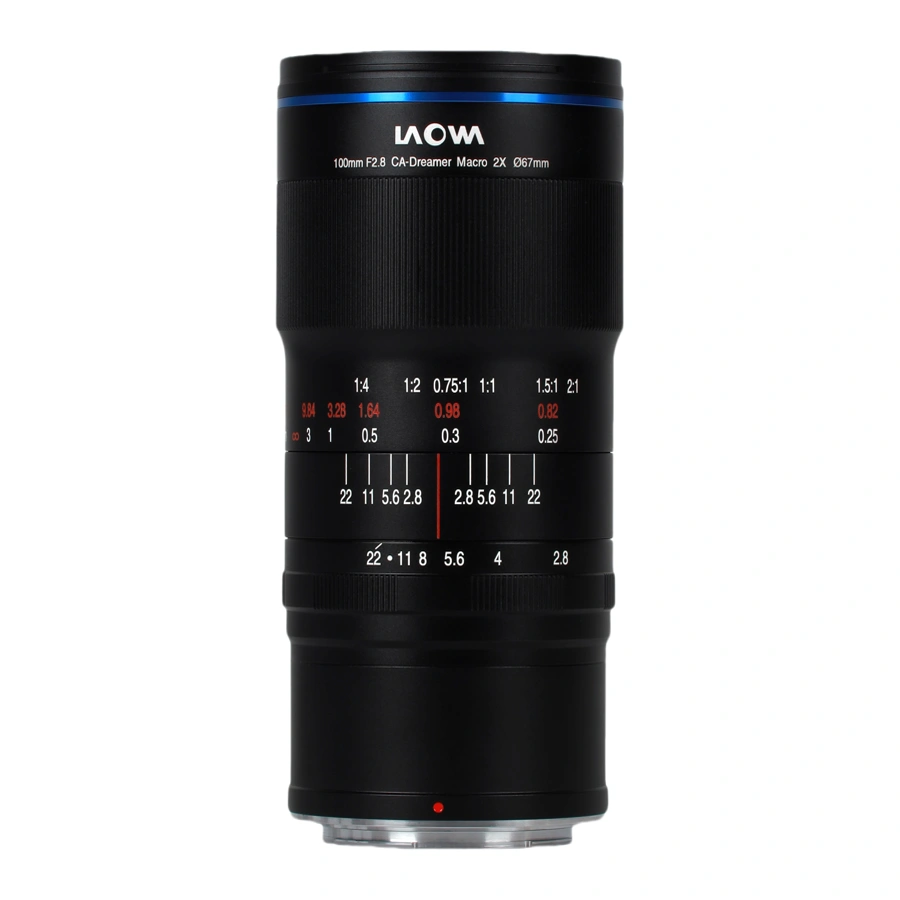 LAOWA
100mm F2.8 CA-Dreamer Macro 2X Ø67mm
1:4 1:2 0.75:1 1:1 1.5:1 2:1
9.84 3.28 1.64 0.98 0.82
∞ 3 1 0.5 0.3 0.25
22 11 5.6 2.8 2.8 5.6 11 22
22 • 11 8 5.6 4 2.8